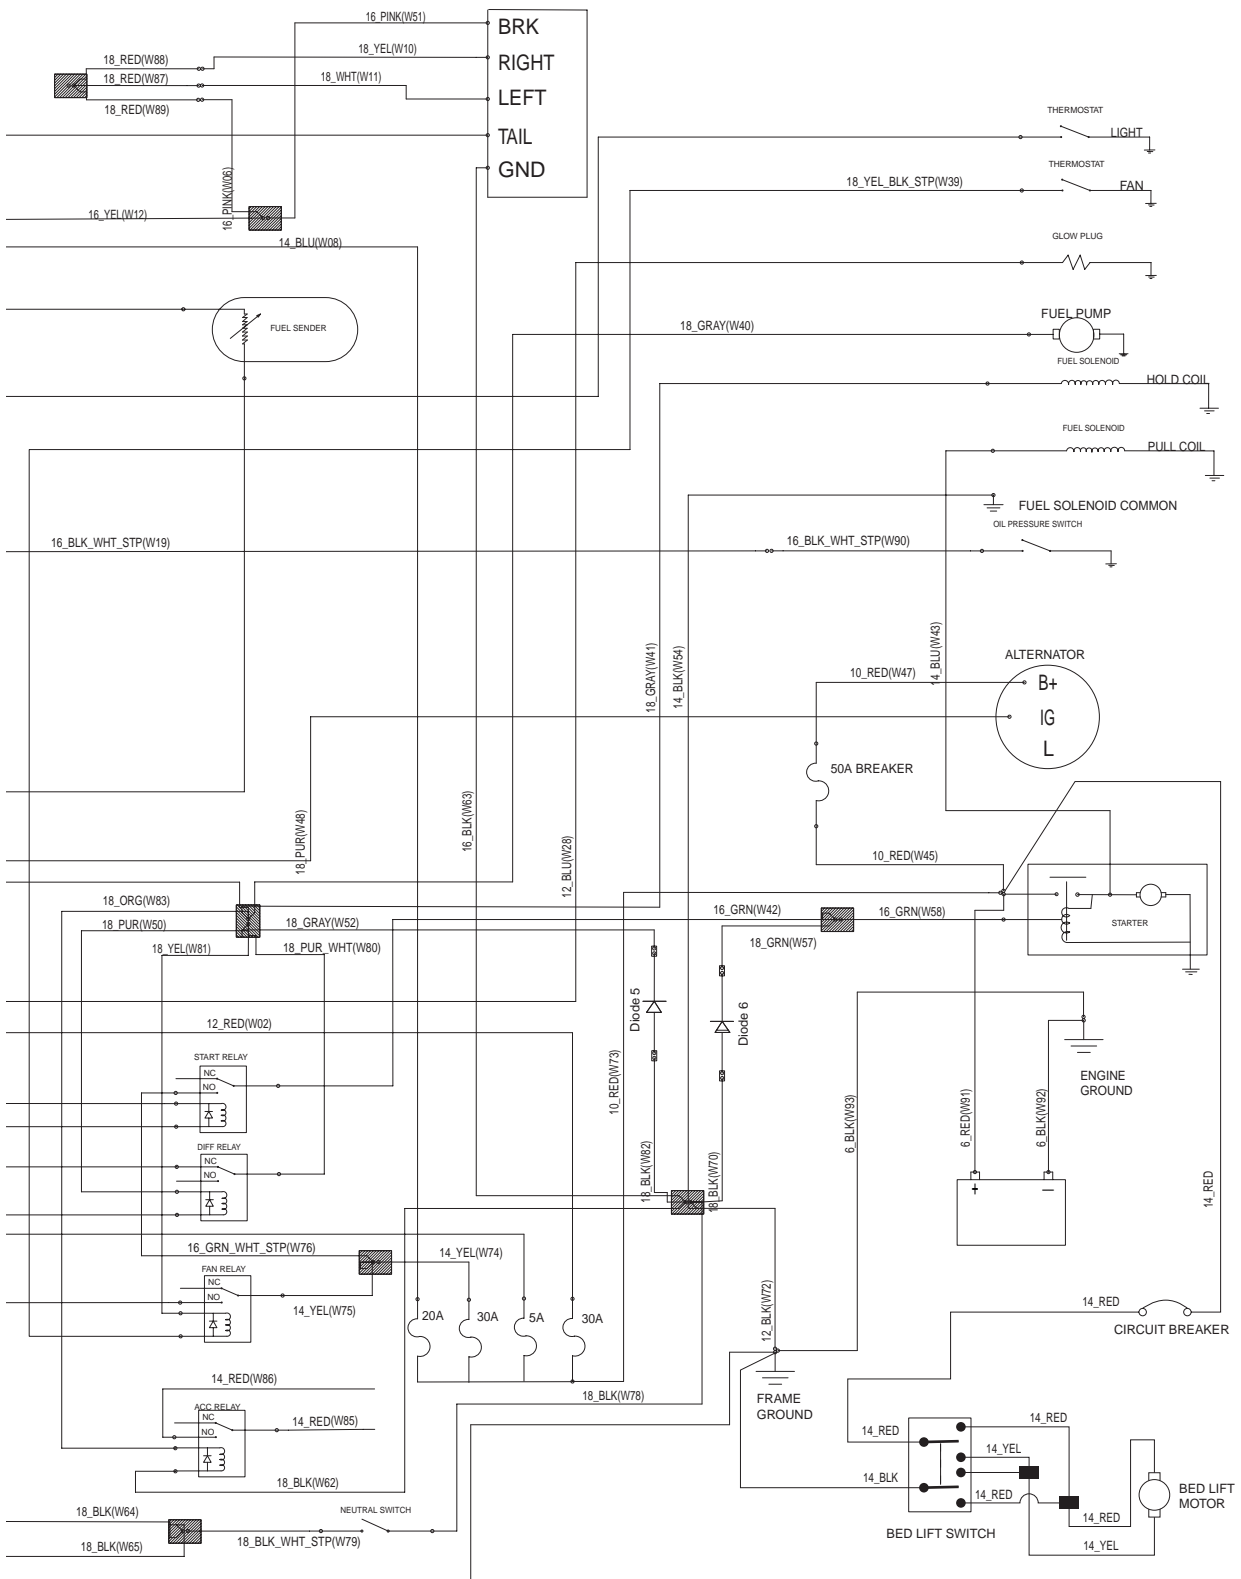 16_PINK(W51)
BRK
18_YEL(W10)
18_RED(W88)
RIGHT
18_RED(W87)
18_WHT(W11)
LEFT
18_RED(W89)
THERMOSTAT
LIGHT
TAIL
GND
THERMOSTAT
18_YEL_BLK_STP(W39)
FAN
16_PINK(W06)
16_YEL(W12)
14_BLU(W08)
GLOW PLUG
FUEL PUMP
18_GRAY(W40)
FUEL SENDER
FUEL SOLENOID
HOLD COIL
FUEL SOLENOID
PULL COIL
FUEL SOLENOID COMMON
OIL PRESSURE SWITCH
16_BLK_WHT_STP(W19)
16_BLK_WHT_STP(W90)
18_GRAY(W41)
14_BLK(W54)
14_BLU(W43)
ALTERNATOR
10_RED(W47)
B+
IG
L
50A BREAKER
18_PUR(W48)
16_BLK(W63)
12_BLU(W28)
10_RED(W45)
18_ORG(W83)
18_PUR(W50)
18_GRAY(W52)
16_GRN(W42)
16_GRN(W58)
STARTER
18_YEL(W81)
18_PUR_WHT(W80)
18_GRN(W57)
Diode 5
Diode 6
12_RED(W02)
START RELAY
NC
NO
10_RED(W73)
ENGINE
GROUND
6_BLK(W93)
6_RED(W91)
6_BLK(W92)
DIFF RELAY
NC
NO
18_BLK(W82)
18_BLK(W70)
+
–
14_RED
16_GRN_WHT_STP(W76)
14_YEL(W74)
FAN RELAY
NC
NO
14_YEL(W75)
20A
30A
5A
30A
12_BLK(W72)
14_RED
CIRCUIT BREAKER
14_RED(W86)
18_BLK(W78)
FRAME
GROUND
ACC RELAY
NC
NO
14_RED(W85)
14_RED
14_RED
14_YEL
18_BLK(W62)
14_BLK
14_RED
BED LIFT
MOTOR
18_BLK(W64)
NEUTRAL SWITCH
14_RED
BED LIFT SWITCH
18_BLK(W65)
18_BLK_WHT_STP(W79)
14_YEL